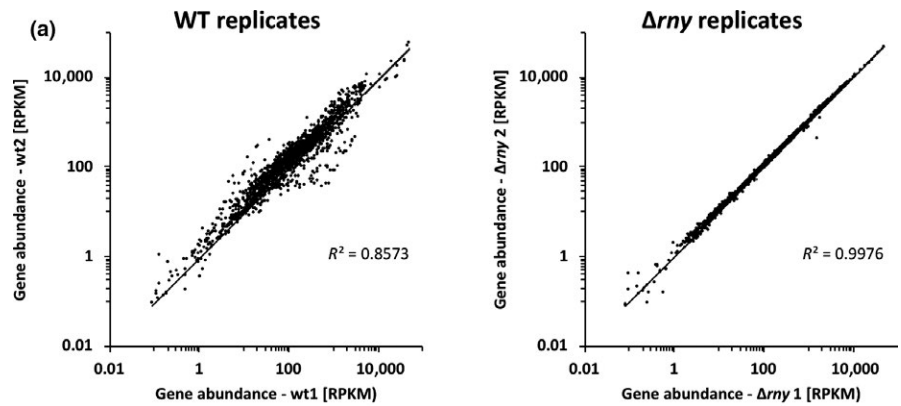 (a)
WT replicates
Gene abundance - wt2 [RPKM]
10,000
100
1
0.01
R² = 0.8573
0.01
1
100
10,000
Gene abundance - wt1 [RPKM)
Δrny replicates
Gene abundance - Δrny 2 [RPKM]
10,000
100
1
0.01
R² = 0.9976
0.01
1
100
10,000
Gene abundance - Δrny 1 [RPKM)